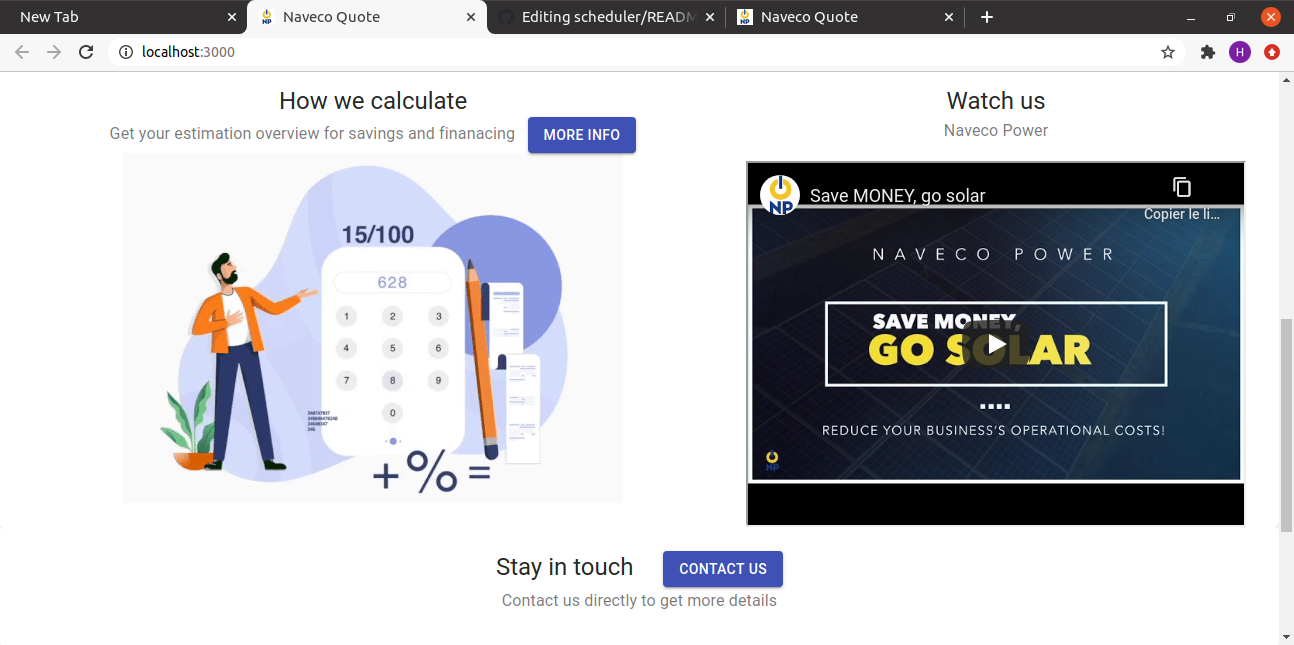 New Tab
Naveco Quote
Editing scheduler/READM
Naveco Quote
localhost:3000
H
How we calculate
Get your estimation overview for savings and finanacing
MORE INFO
15/100
628
1 2 3
4 5 6
7 8 9
0
+%=
Watch us
Naveco Power
NP
Save MONEY, go solar
Copier le li...
NAVECO POWER
SAVE MONEY,
GO SOLAR
REDUCE YOUR BUSINESS'S OPERATIONAL COSTS!
NP
Stay in touch
CONTACT US
Contact us directly to get more details